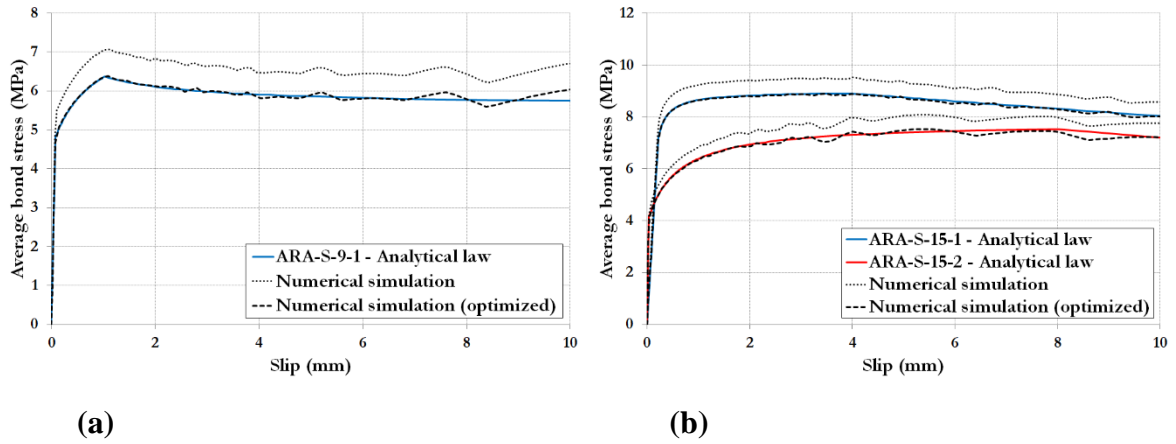 8
7
6
5
4
3
2
1
0
Average bond stress (MPa)
ARA-S-9-1 - Analytical law
Numerical simulation
Numerical simulation (optimized)
0 2 4 6 8 10
Slip (mm)
(a)
12
10
8
6
4
2
0
Average bond stress (MPa)
ARA-S-15-1 - Analytical law
ARA-S-15-2 - Analytical law
Numerical simulation
Numerical simulation (optimized)
0 2 4 6 8 10
Slip (mm)
(b)